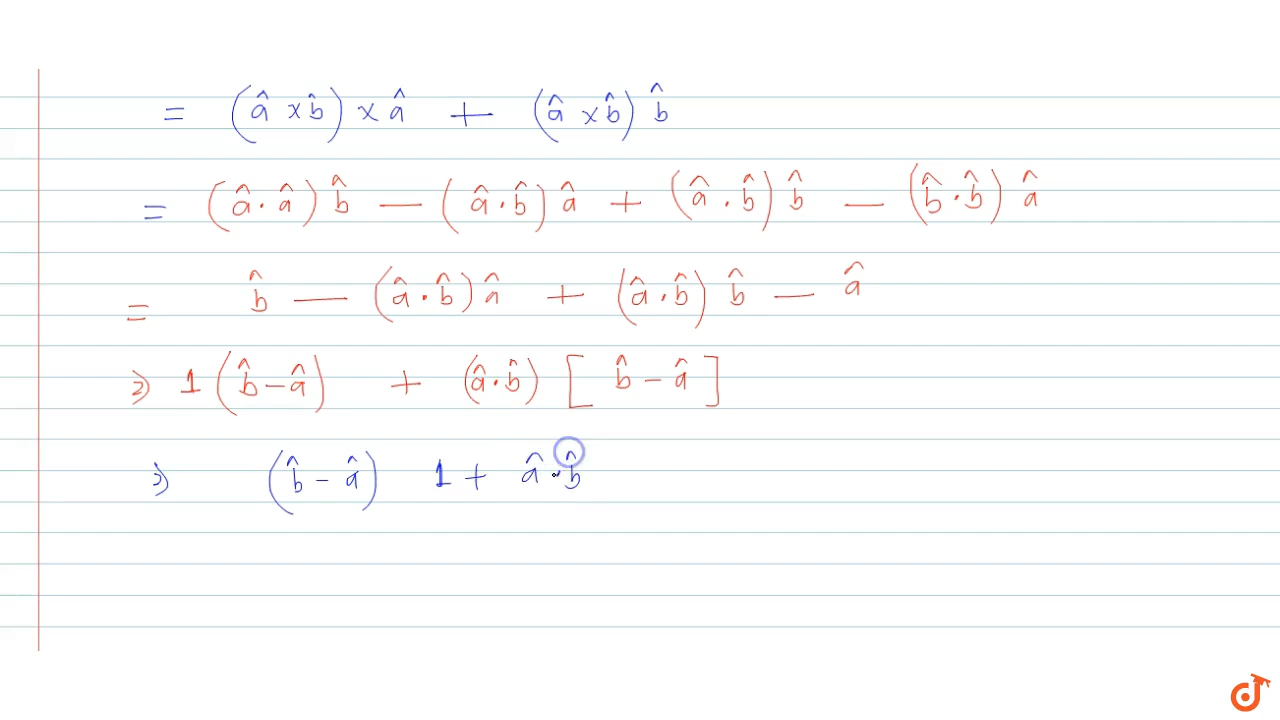 = (â × b̂) × â + (â × b̂) b̂
= (â · â) b̂ — (â · b̂) â + (â · b̂) b̂ — (b̂ · b̂) â
= b̂ — (â · b̂) â + (â · b̂) b̂ — â
⇒ 1 (b̂ – â) + (â · b̂) [ b̂ – â ]
⇒ (b̂ – â) 1 + â · b̂